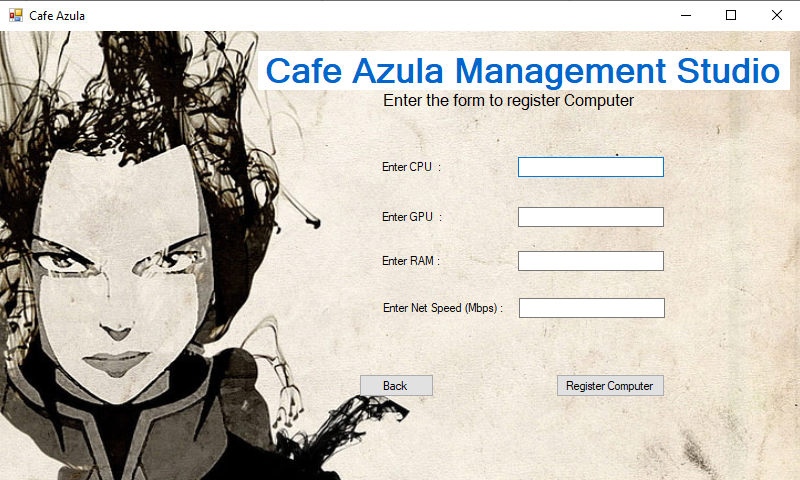 Cafe Azula
Cafe Azula Management Studio
Enter the form to register Computer
Enter CPU :
Enter GPU :
Enter RAM :
Enter Net Speed (Mbps) :
Back
Register Computer